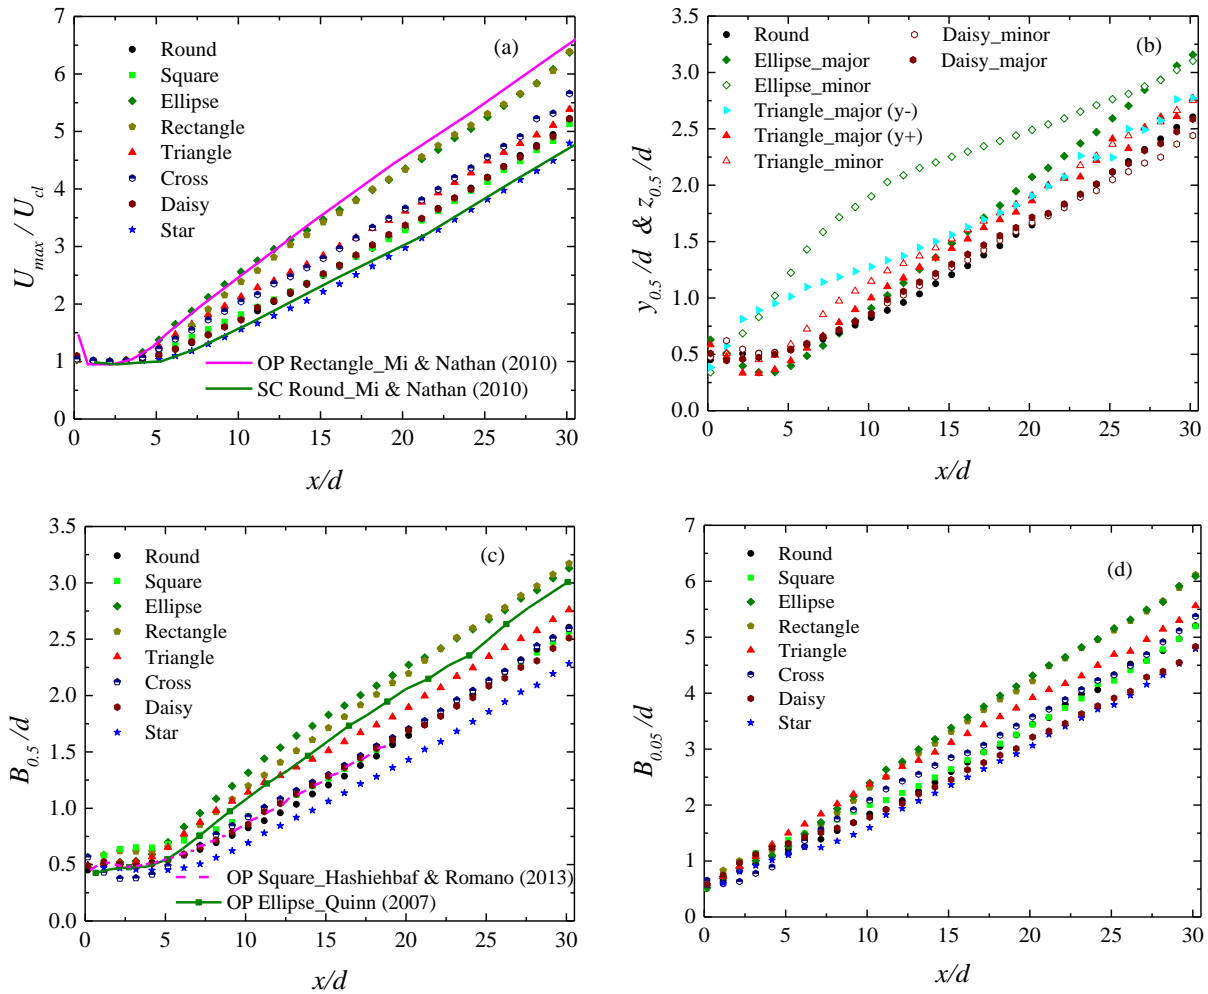 (a)
Round
Square
Ellipse
Rectangle
Triangle
Cross
Daisy
Star
OP Rectangle_Mi & Nathan (2010)
SC Round_Mi & Nathan (2010)
U_max / U_cl
7
6
5
4
3
2
1
0
0 5 10 15 20 25 30
x/d
(b)
Round
Ellipse_major
Ellipse_minor
Triangle_major (y-)
Triangle_major (y+)
Triangle_minor
Daisy_minor
Daisy_major
y_0.5/d & z_0.5/d
3.5
3.0
2.5
2.0
1.5
1.0
0.5
0.0
0 5 10 15 20 25 30
x/d
(c)
Round
Square
Ellipse
Rectangle
Triangle
Cross
Daisy
Star
OP Square_Hashiehbaf & Romano (2013)
OP Ellipse_Quinn (2007)
B_0.5/d
3.5
3.0
2.5
2.0
1.5
1.0
0.5
0.0
0 5 10 15 20 25 30
x/d
(d)
Round
Square
Ellipse
Rectangle
Triangle
Cross
Daisy
Star
B_0.05/d
7
6
5
4
3
2
1
0
0 5 10 15 20 25 30
x/d